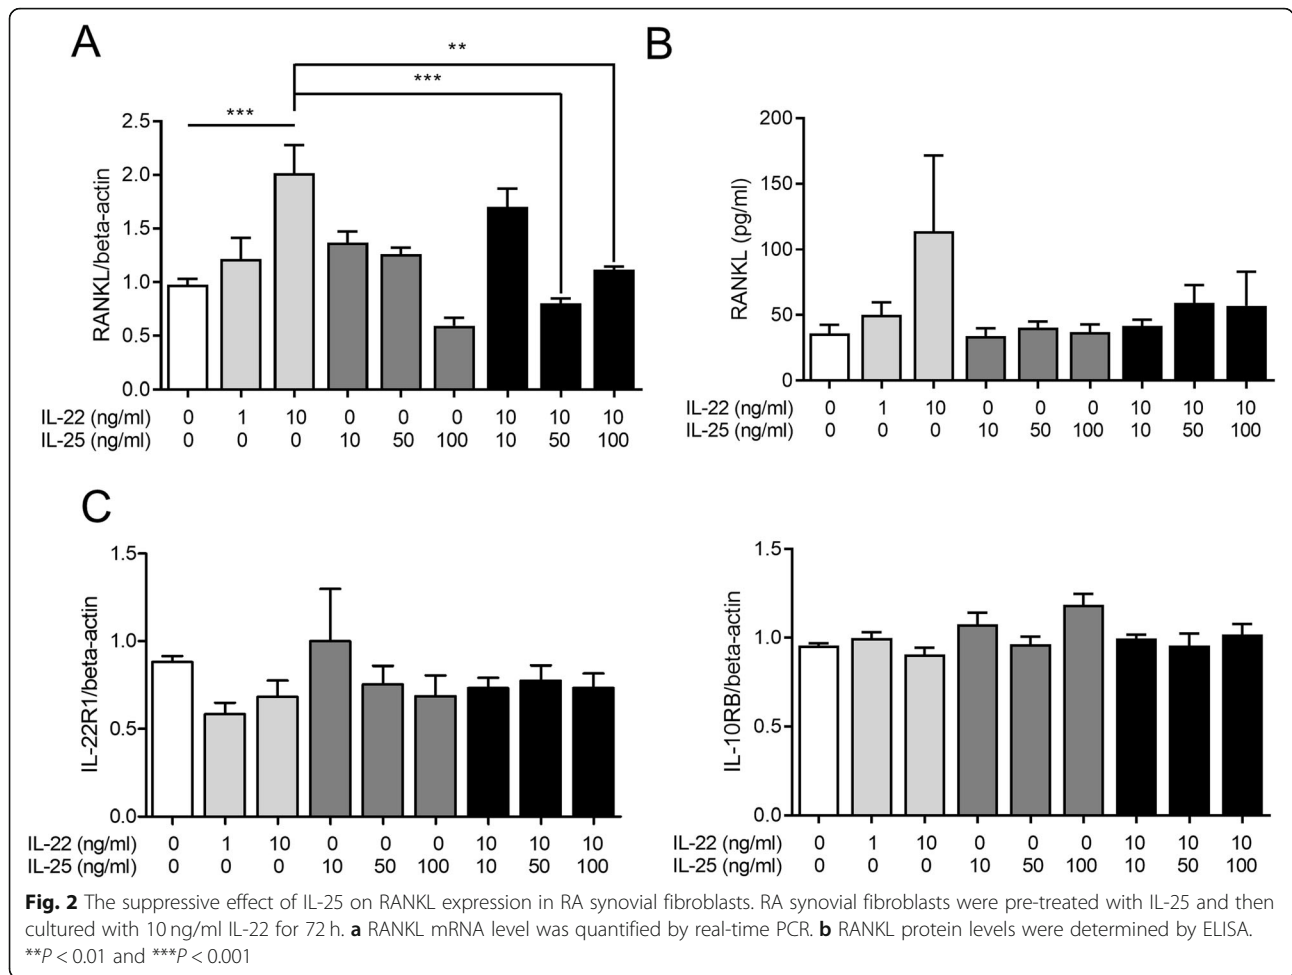 A
B
**
***
***
2.5
2.0
1.5
1.0
0.5
0.0
RANKL/beta-actin
IL-22 (ng/ml) 0 1 10 0 0 0 10 10 10
IL-25 (ng/ml) 0 0 0 10 50 100 10 50 100
200
150
100
50
0
RANKL (pg/ml)
IL-22 (ng/ml) 0 1 10 0 0 0 10 10 10
IL-25 (ng/ml) 0 0 0 10 50 100 10 50 100
C
1.5
1.0
0.5
0.0
IL-22R1/beta-actin
IL-22 (ng/ml) 0 1 10 0 0 0 10 10 10
IL-25 (ng/ml) 0 0 0 10 50 100 10 50 100
1.5
1.0
0.5
0.0
IL-10RB/beta-actin
IL-22 (ng/ml) 0 1 10 0 0 0 10 10 10
IL-25 (ng/ml) 0 0 0 10 50 100 10 50 100
Fig. 2 The suppressive effect of IL-25 on RANKL expression in RA synovial fibroblasts. RA synovial fibroblasts were pre-treated with IL-25 and then
cultured with 10 ng/ml IL-22 for 72 h. a RANKL mRNA level was quantified by real-time PCR. b RANKL protein levels were determined by ELISA.
**P < 0.01 and ***P < 0.001